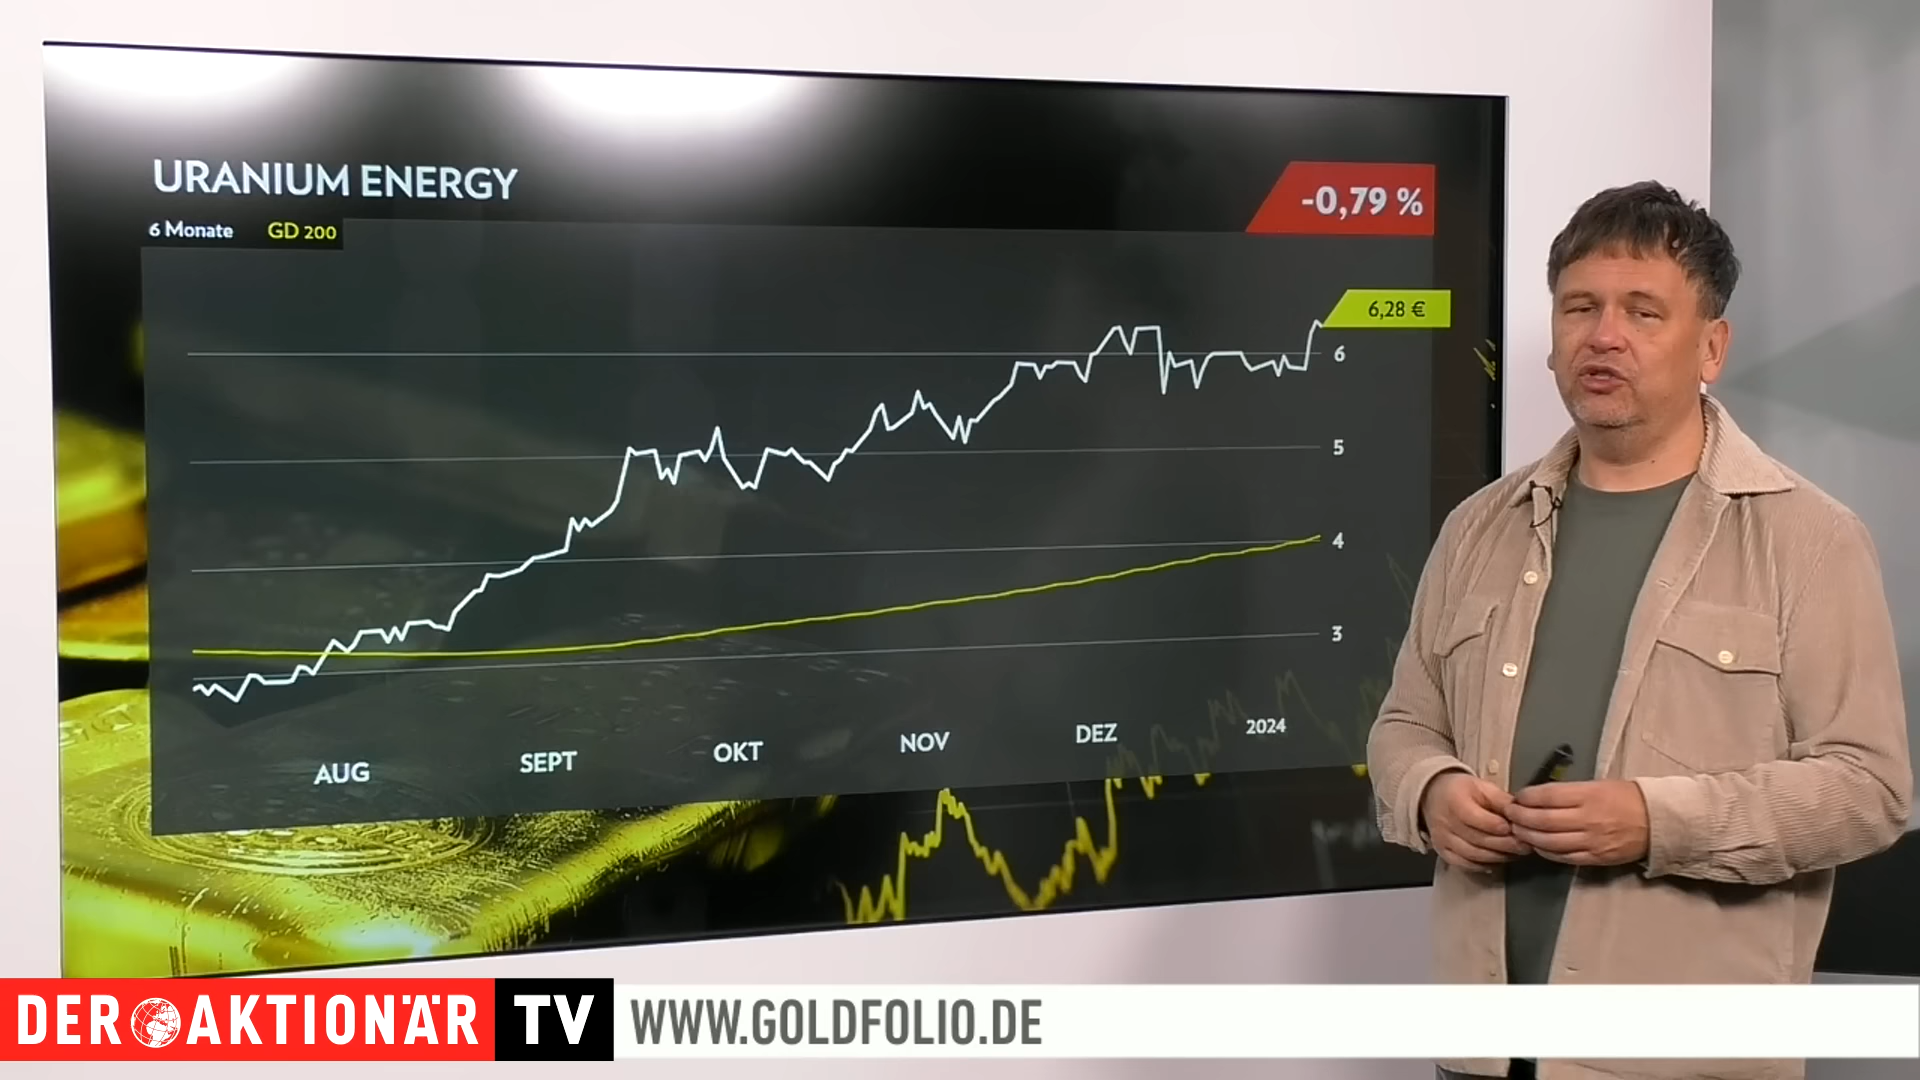 URANIUM ENERGY
-0,79 %
6 Monate GD 200
6,28 €
6
5
4
3
AUG SEPT OKT NOV DEZ 2024
DER AKTIONÄR TV WWW.GOLDFOLIO.DE